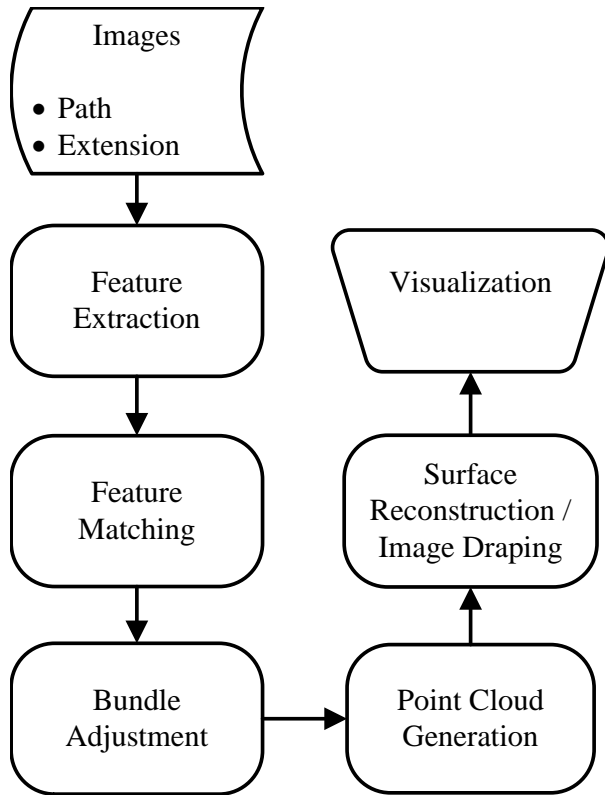 Images
• Path
• Extension
Feature
Extraction
Feature
Matching
Bundle
Adjustment
Point Cloud
Generation
Surface
Reconstruction /
Image Draping
Visualization